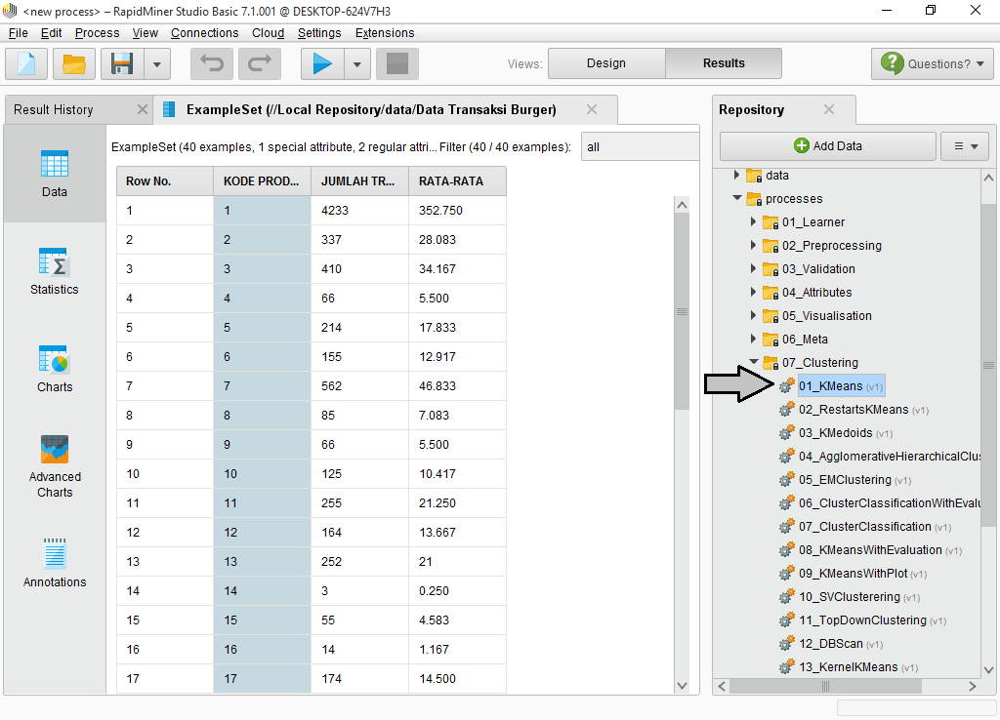 <new process> – RapidMiner Studio Basic 7.1.001 @ DESKTOP-624V7H3
File Edit Process View Connections Cloud Settings Extensions
Views: Design Results Questions?
Result History
ExampleSet (//Local Repository/data/Data Transaksi Burger)
Data
Statistics
Charts
Advanced
Charts
Annotations
ExampleSet (40 examples, 1 special attribute, 2 regular attri... Filter (40 / 40 examples): all
Row No. KODE PROD... JUMLAH TR... RATA-RATA
1 1 4233 352.750
2 2 337 28.083
3 3 410 34.167
4 4 66 5.500
5 5 214 17.833
6 6 155 12.917
7 7 562 46.833
8 8 85 7.083
9 9 66 5.500
10 10 125 10.417
11 11 255 21.250
12 12 164 13.667
13 13 252 21
14 14 3 0.250
15 15 55 4.583
16 16 14 1.167
17 17 174 14.500
Repository
Add Data
data
processes
01_Learner
02_Preprocessing
03_Validation
04_Attributes
05_Visualisation
06_Meta
07_Clustering
01_KMeans (v1)
02_RestartsKMeans (v1)
03_KMedoids (v1)
04_AgglomerativeHierarchicalClus
05_EMClustering (v1)
06_ClusterClassificationWithEvalu
07_ClusterClassification (v1)
08_KMeansWithEvaluation (v1)
09_KMeansWithPlot (v1)
10_SVClusterering (v1)
11_TopDownClustering (v1)
12_DBScan (v1)
13_KernelKMeans (v1)